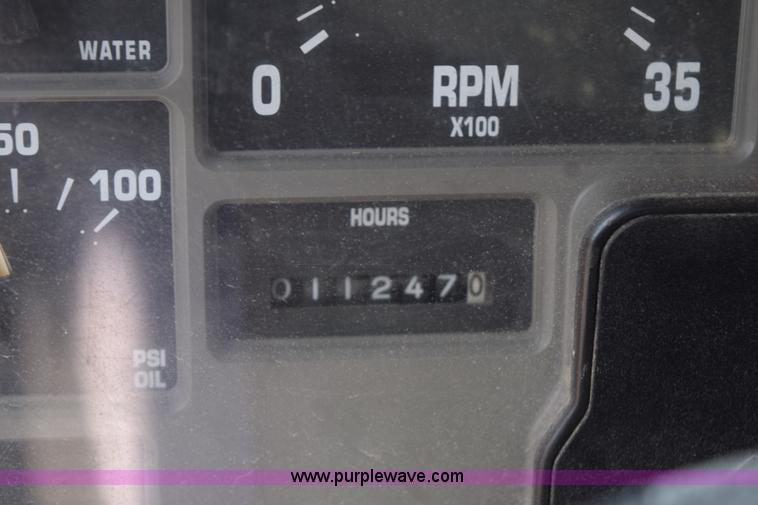 WATER
0
RPM
35
X100
50
100
HOURS
0112470
PSI
OIL
www.purplewave.com